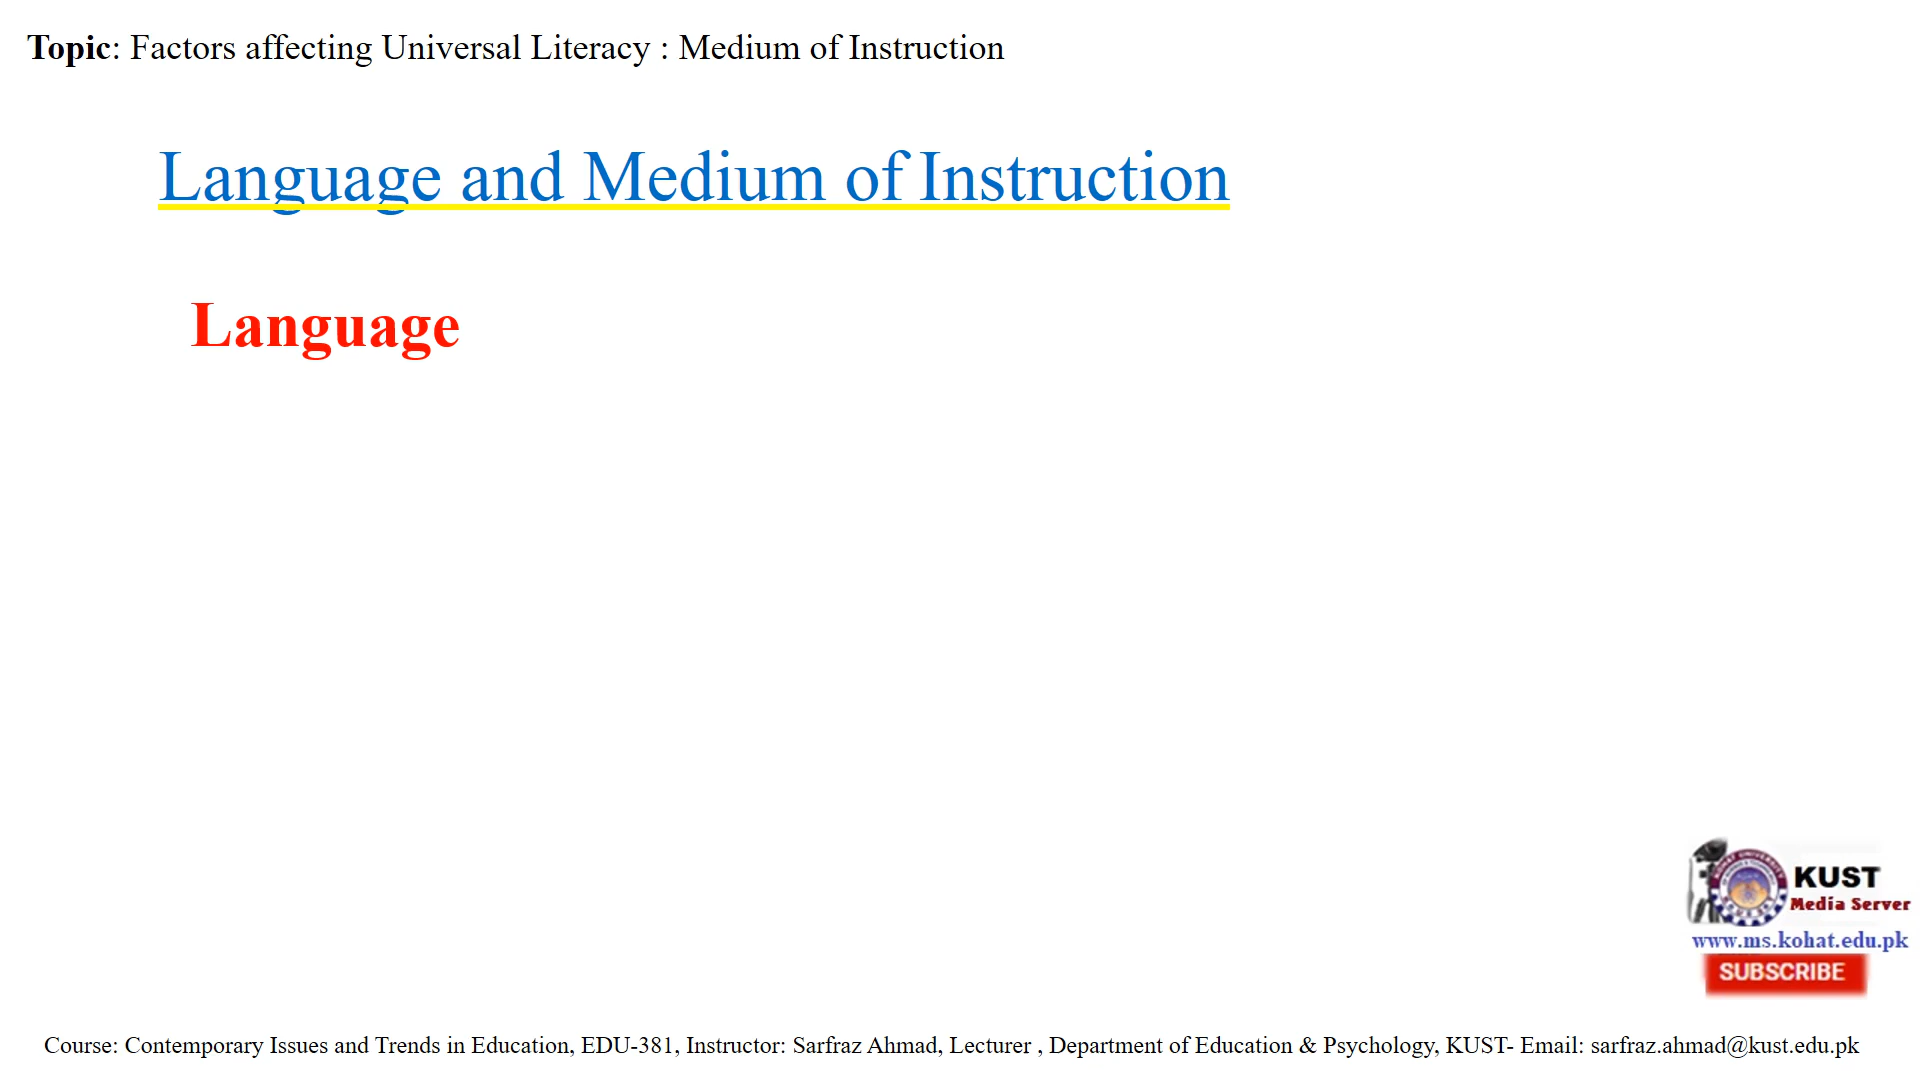 Topic: Factors affecting Universal Literacy : Medium of Instruction
Language and Medium of Instruction
Language
KUST
Media Server
www.ms.kohat.edu.pk
SUBSCRIBE
Course: Contemporary Issues and Trends in Education, EDU-381, Instructor: Sarfraz Ahmad, Lecturer , Department of Education & Psychology, KUST- Email: sarfraz.ahmad@kust.edu.pk